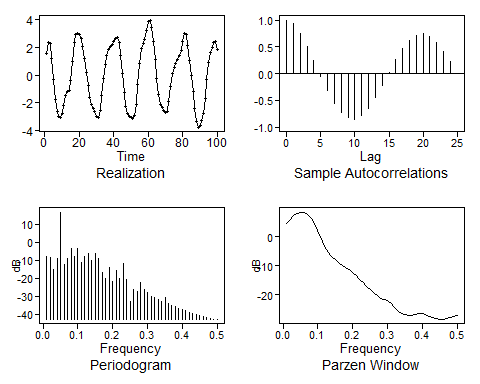 4
2
0
-2
-4
0 20 40 60 80 100
Time
Realization
1.0
0.5
0.0
-0.5
-1.0
0 5 10 15 20 25
Lag
Sample Autocorrelations
dB
10
0
-10
-20
-30
-40
0.0 0.1 0.2 0.3 0.4 0.5
Frequency
Periodogram
dB
0
-10
-20
0.0 0.1 0.2 0.3 0.4 0.5
Frequency
Parzen Window